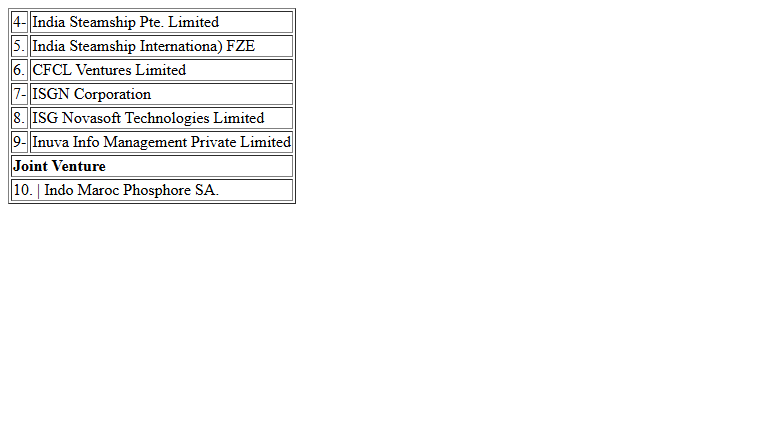 4- India Steamship Pte. Limited
5. India Steamship Internationa) FZE
6. CFCL Ventures Limited
7- ISGN Corporation
8. ISG Novasoft Technologies Limited
9- Inuva Info Management Private Limited
Joint Venture
10. | Indo Maroc Phosphore SA.